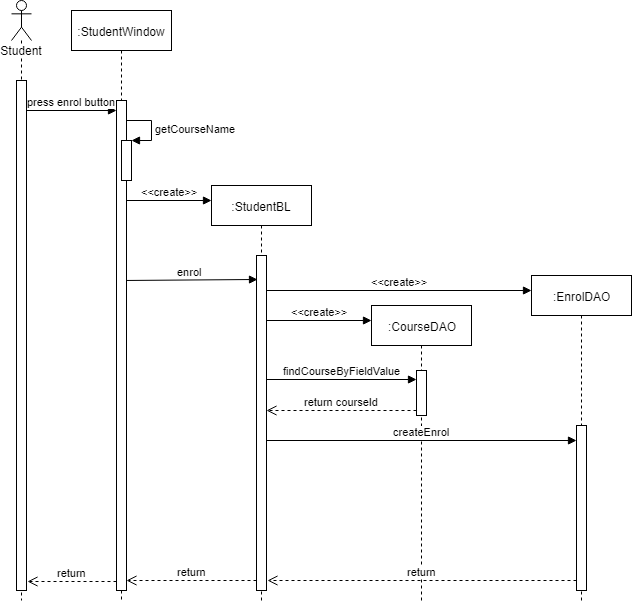 Student
:StudentWindow
press enrol button
getCourseName
<<create>>
:StudentBL
enrol
<<create>>
:EnrolDAO
<<create>>
:CourseDAO
findCourseByFieldValue
return courseId
createEnrol
return
return
return